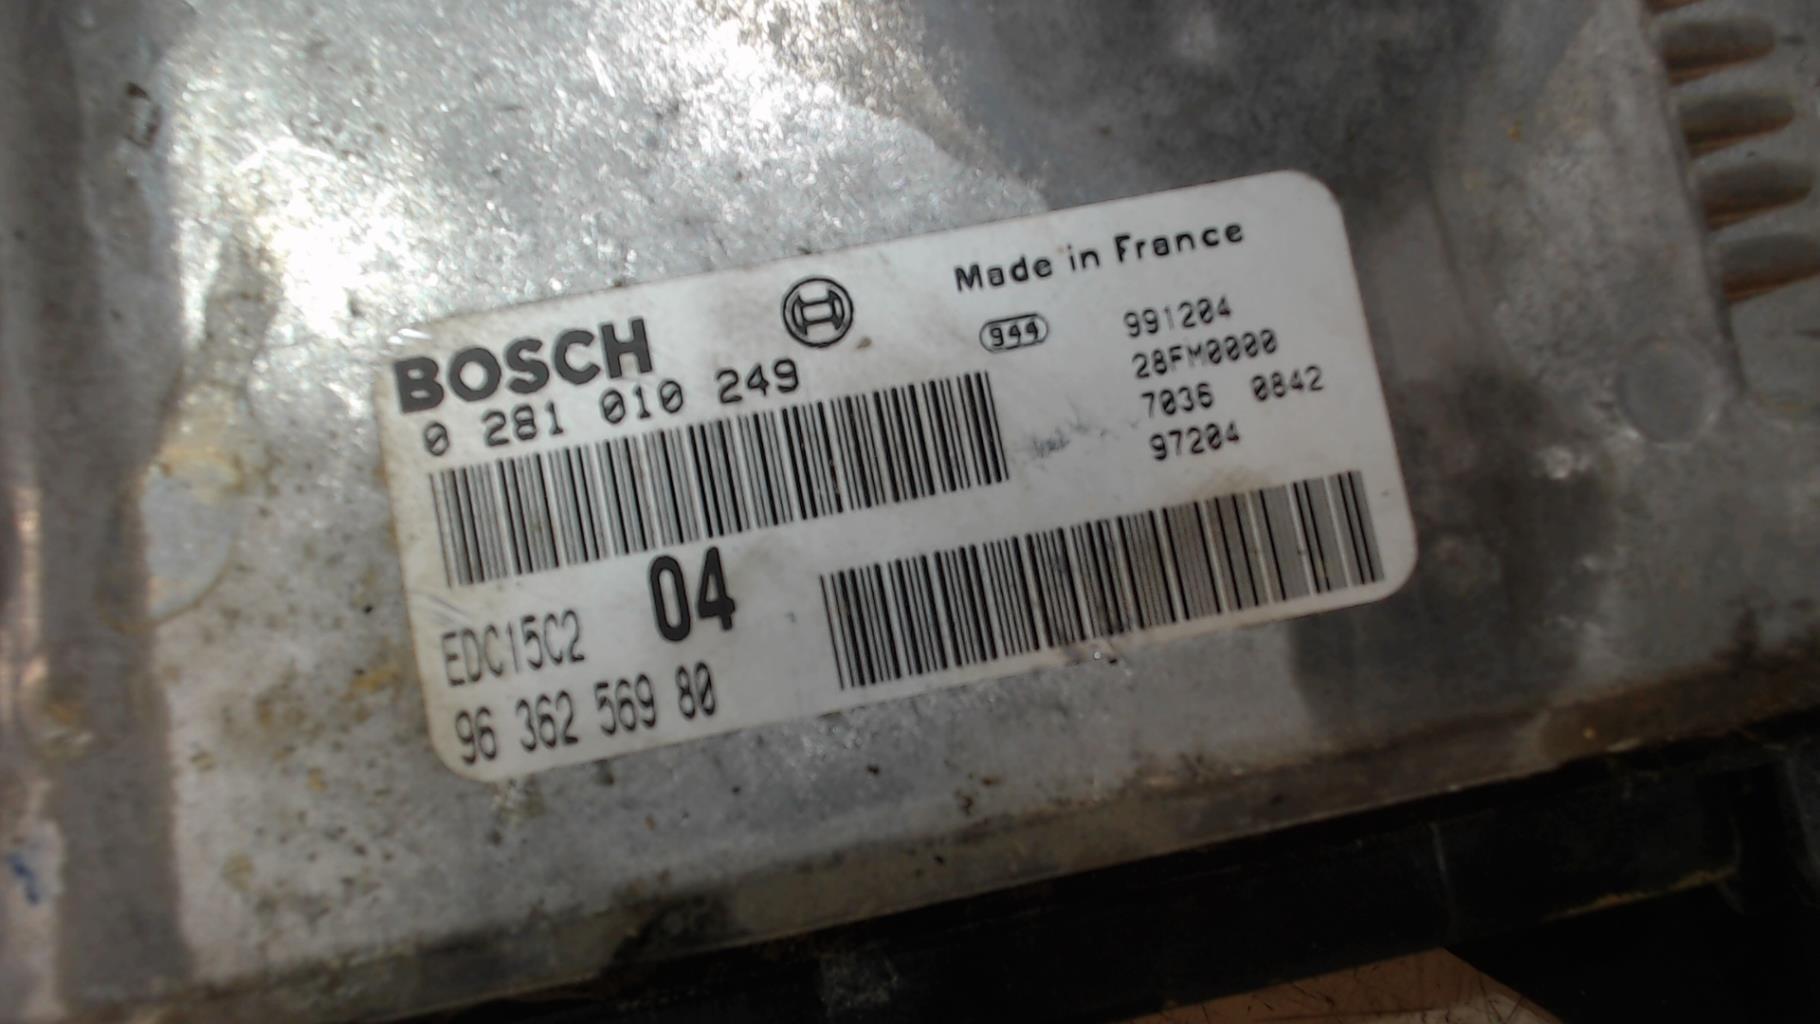 BOSCH
0 281 010 249
Made in France
944
991204
28FM0000
7036 0842
97204
EDC15C2 04
96 362 569 80